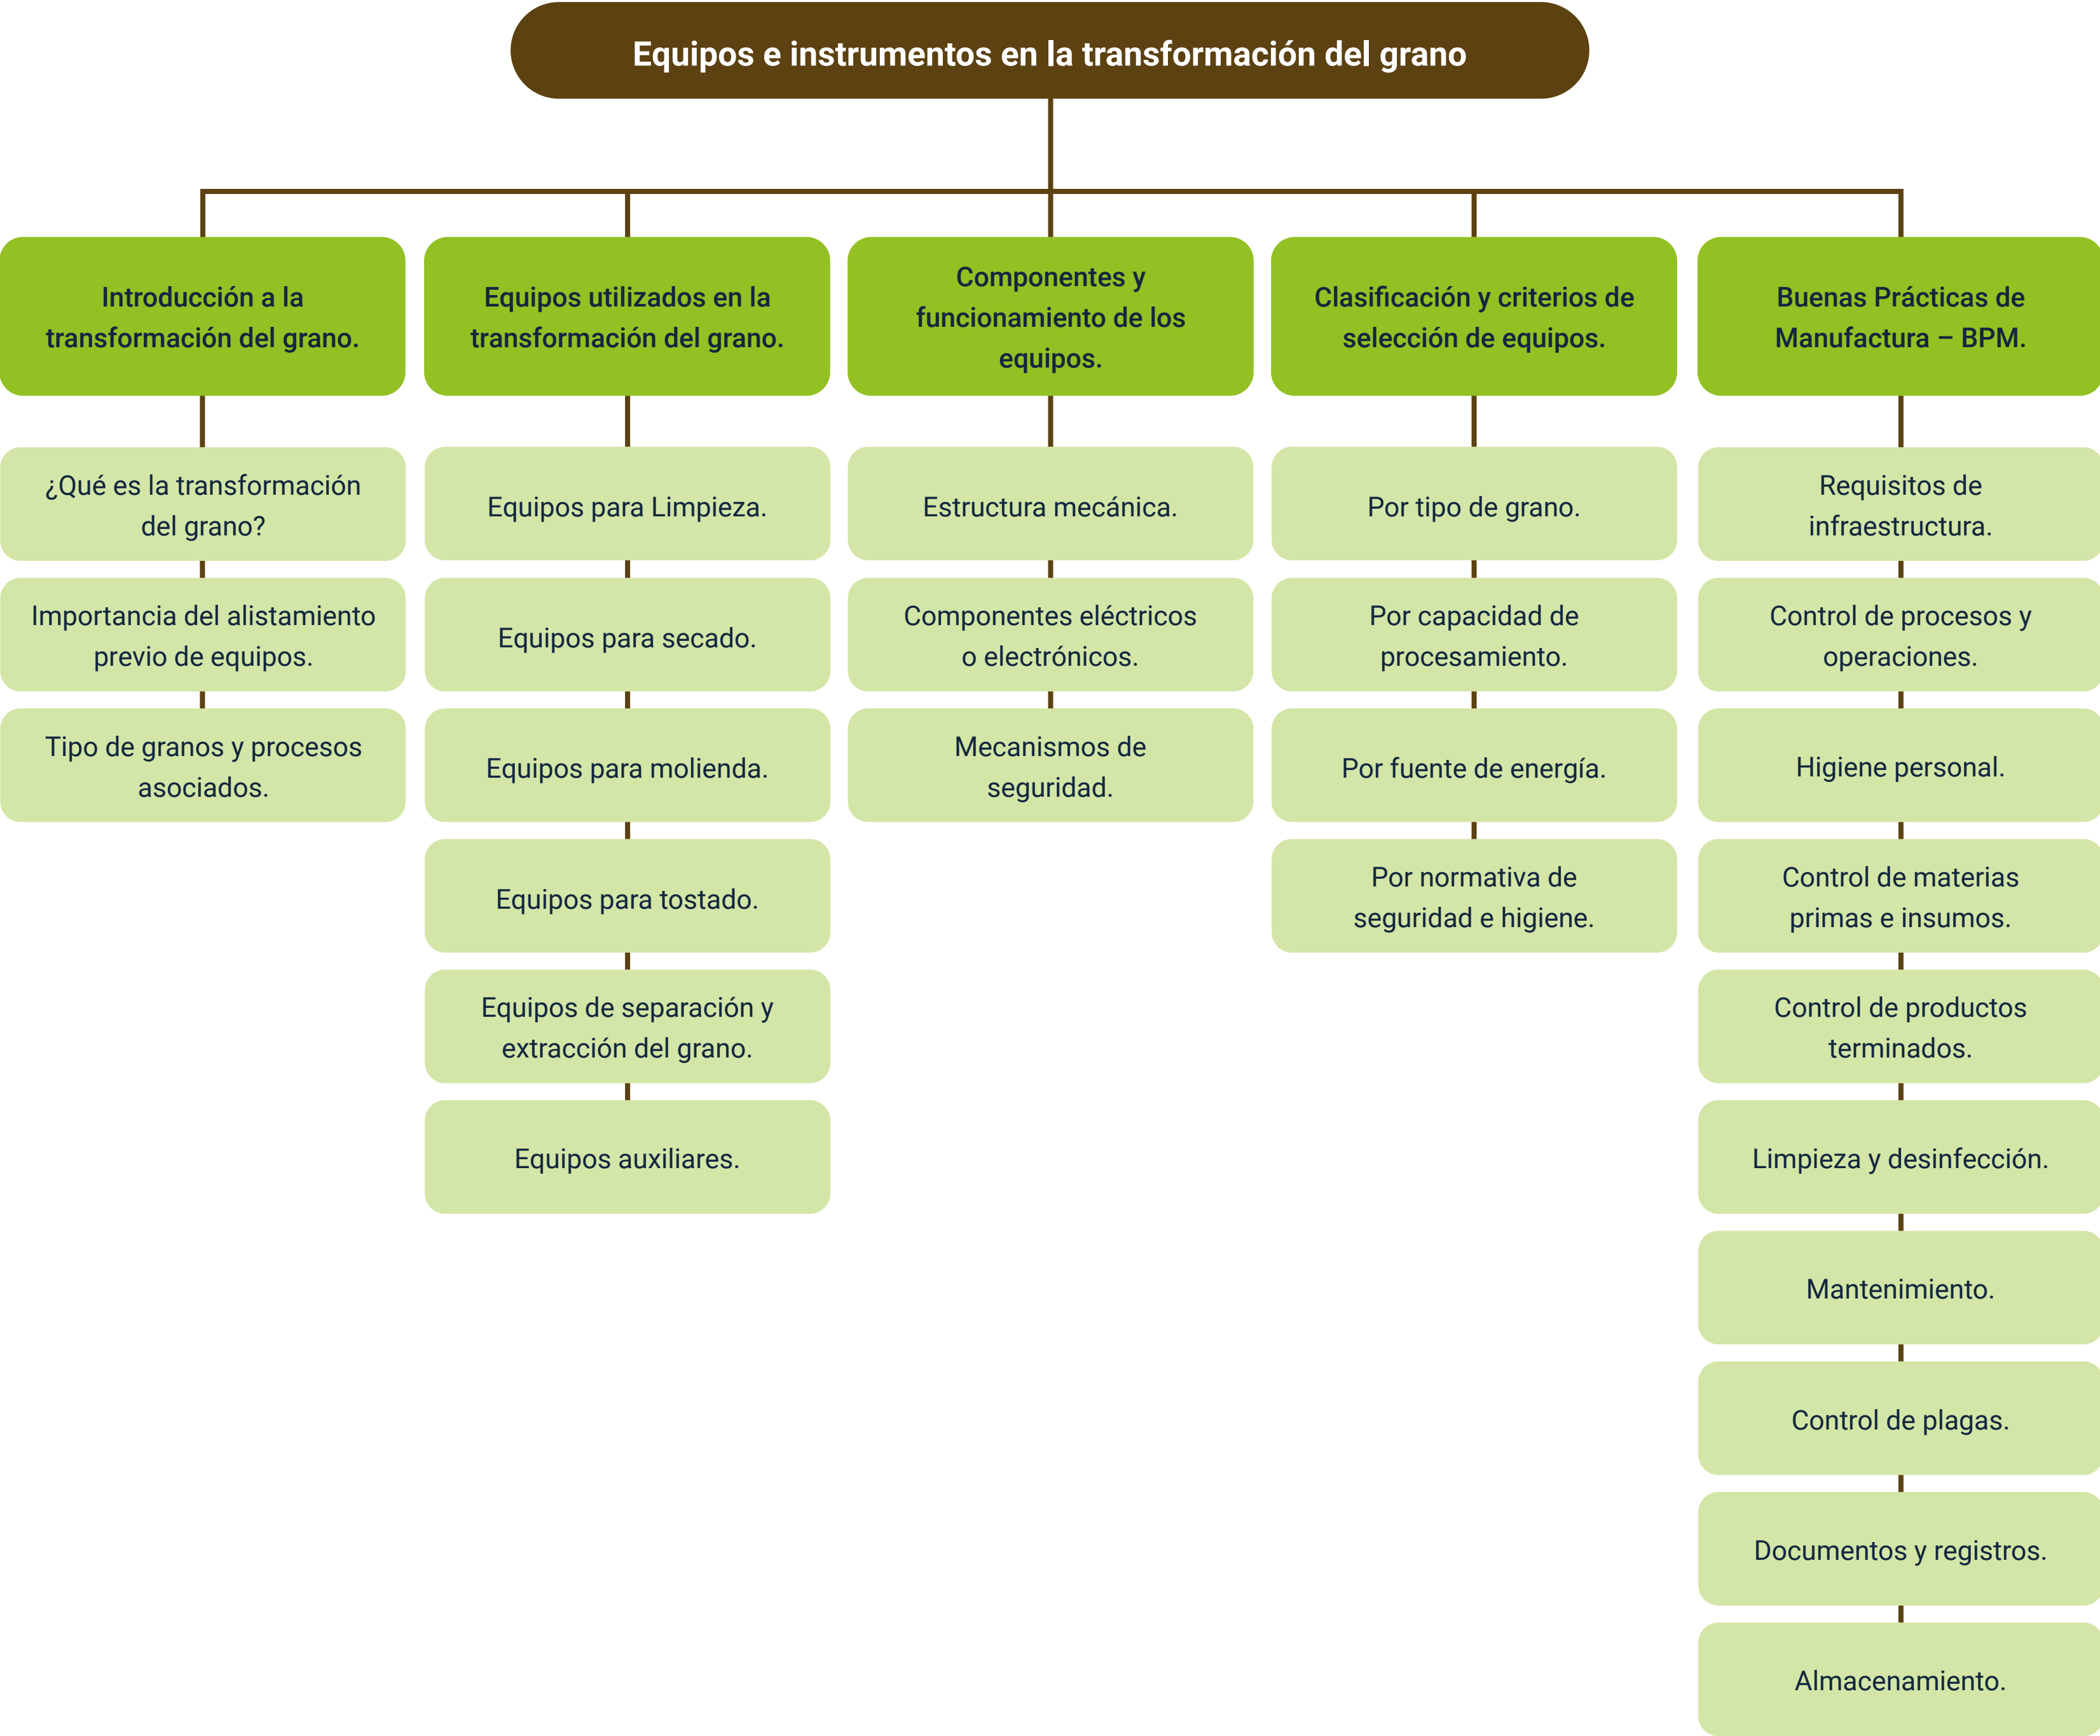 Equipos e instrumentos en la transformación del grano
Introducción a la
transformación del grano.
¿Qué es la transformación
del grano?
Importancia del alistamiento
previo de equipos.
Tipo de granos y procesos
asociados.
Equipos utilizados en la
transformación del grano.
Equipos para Limpieza.
Equipos para secado.
Equipos para molienda.
Equipos para tostado.
Equipos de separación y
extracción del grano.
Equipos auxiliares.
Componentes y
funcionamiento de los
equipos.
Estructura mecánica.
Componentes eléctricos
o electrónicos.
Mecanismos de
seguridad.
Clasificación y criterios de
selección de equipos.
Por tipo de grano.
Por capacidad de
procesamiento.
Por fuente de energía.
Por normativa de
seguridad e higiene.
Buenas Prácticas de
Manufactura – BPM.
Requisitos de
infraestructura.
Control de procesos y
operaciones.
Higiene personal.
Control de materias
primas e insumos.
Control de productos
terminados.
Limpieza y desinfección.
Mantenimiento.
Control de plagas.
Documentos y registros.
Almacenamiento.